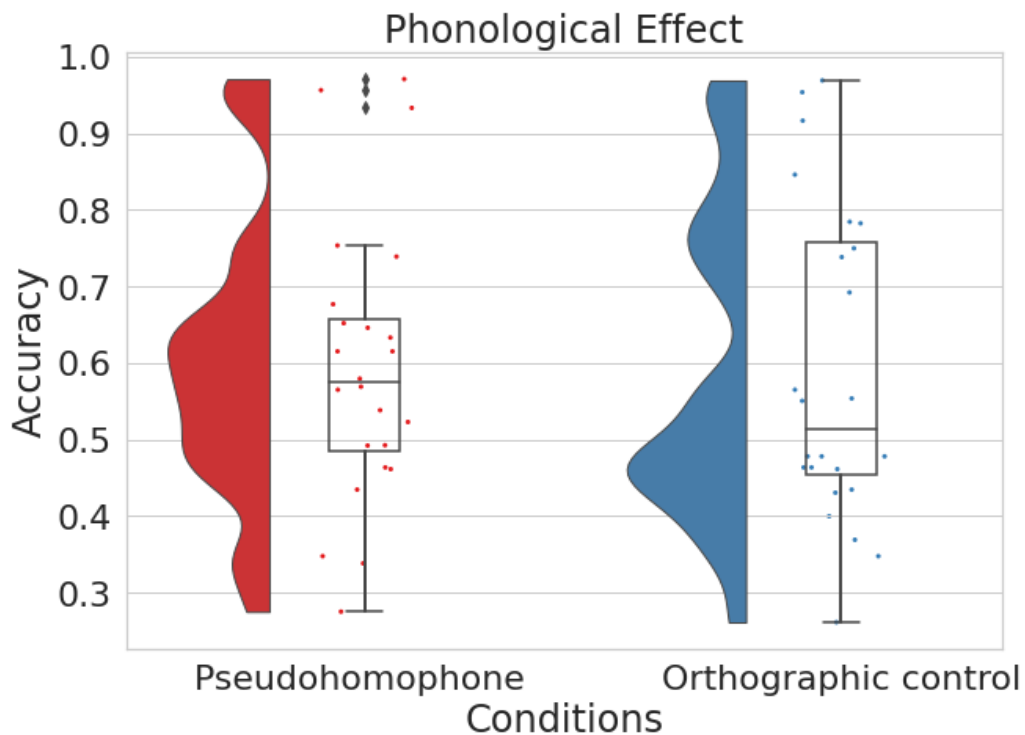 Phonological Effect
1.0
0.9
0.8
0.7
0.6
0.5
0.4
0.3
Accuracy
Pseudohomophone
Orthographic control
Conditions